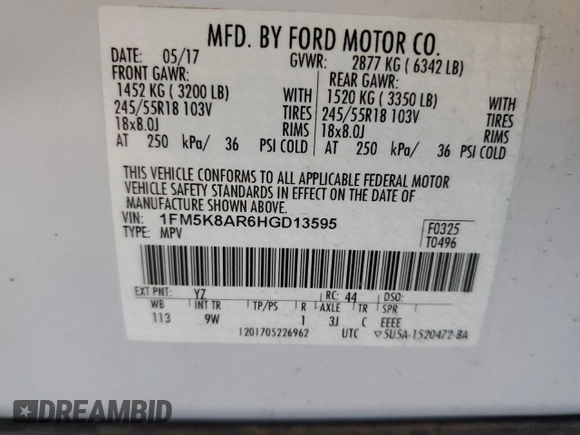 MFD. BY FORD MOTOR CO.
DATE: 05/17 GVWR: 2877 KG ( 6342 LB)
FRONT GAWR: REAR GAWR:
1452 KG ( 3200 LB) WITH 1520 KG ( 3350 LB) WITH
245/55R18 103V TIRES 245/55R18 103V TIRES
18x8.0J RIMS 18x8.0J RIMS
AT 250 kPa/ 36 PSI COLD AT 250 kPa/ 36 PSI COLD
THIS VEHICLE CONFORMS TO ALL APPLICABLE FEDERAL MOTOR
VEHICLE SAFETY STANDARDS IN EFFECT ON THE DATE OF
MANUFACTURE SHOWN ABOVE.
VIN: 1FM5K8AR6HGD13595 F0325
TYPE: MPV T0496
EXT PNT: YZ RC: 44 DSO:
WB INT TR TP/PS R AXLE TR SPR
113 9W 1 3J C EEEE
1201705226962 UTC ▽5U5A-1520472-BA
DREAMBID